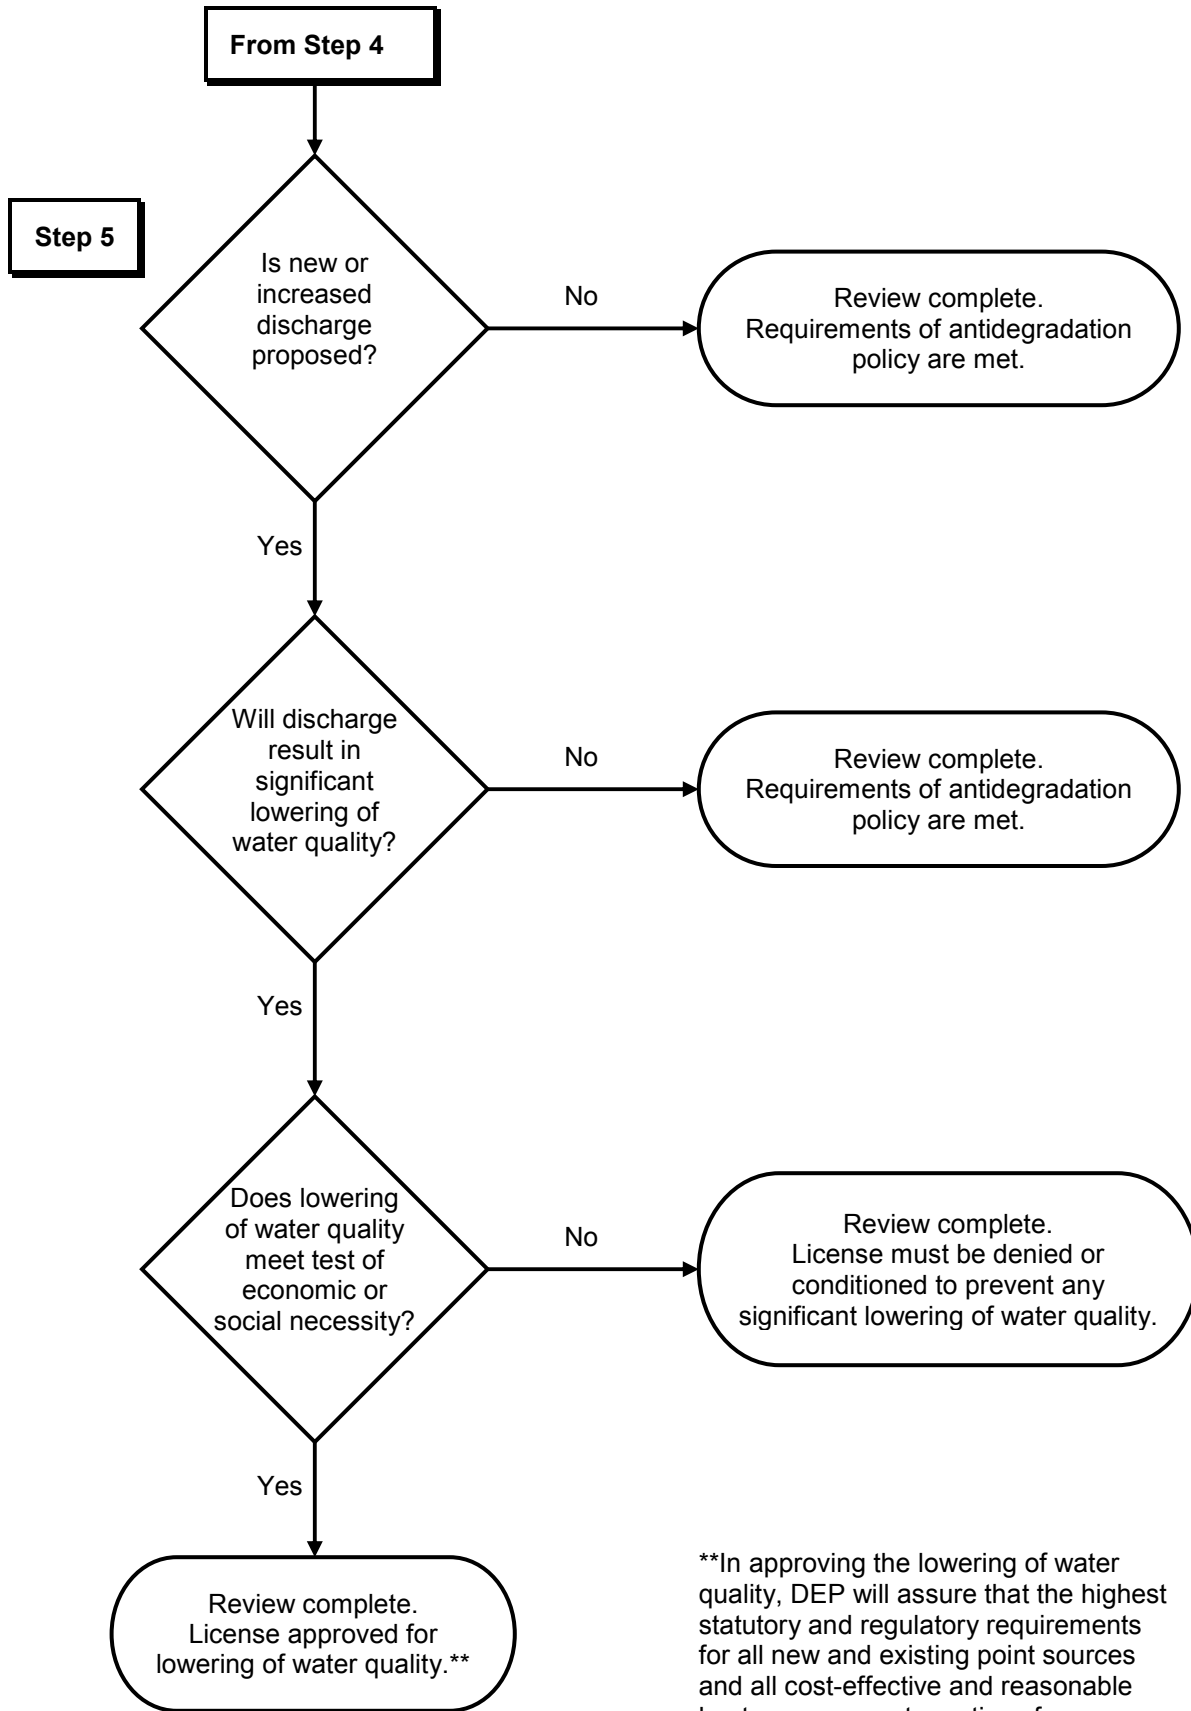 From Step 4
Step 5
Is new or
increased
discharge
proposed?
No
Review complete.
Requirements of antidegradation
policy are met.
Yes
Will discharge
result in
significant
lowering of
water quality?
No
Review complete.
Requirements of antidegradation
policy are met.
Yes
Does lowering
of water quality
meet test of
economic or
social necessity?
No
Review complete.
License must be denied or
conditioned to prevent any
significant lowering of water quality.
Yes
Review complete.
License approved for
lowering of water quality.**
**In approving the lowering of water
quality, DEP will assure that the highest
statutory and regulatory requirements
for all new and existing point sources
and all cost-effective and reasonable